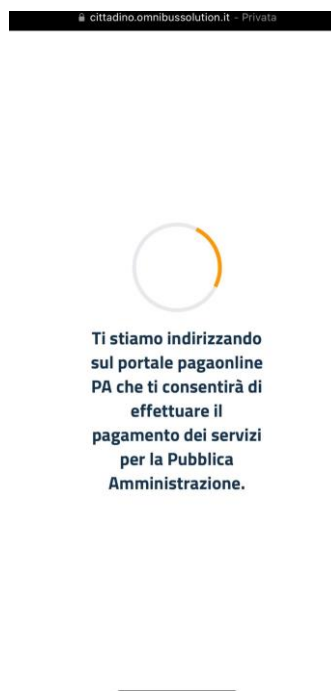 cittadino.omnibussolution.it - Privata
Ti stiamo indirizzando
sul portale pagaonline
PA che ti consentirà di
effettuare il
pagamento dei servizi
per la Pubblica
Amministrazione.